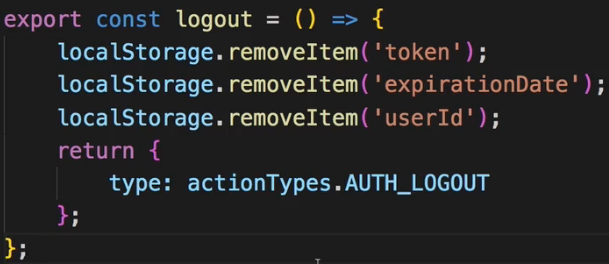 export const logout = () => {
    localStorage.removeItem('token');
    localStorage.removeItem('expirationDate');
    localStorage.removeItem('userId');
    return {
        type: actionTypes.AUTH_LOGOUT
    };
};